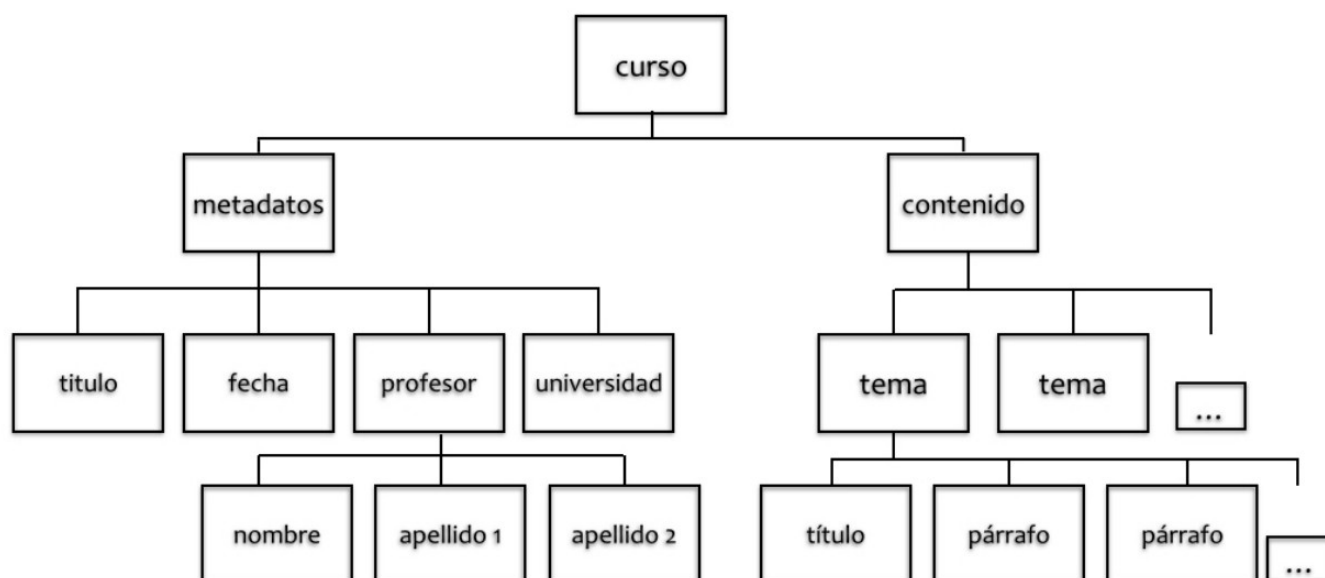 curso
metadatos
contenido
titulo
fecha
profesor
universidad
tema
tema
...
nombre
apellido 1
apellido 2
título
párrafo
párrafo
...